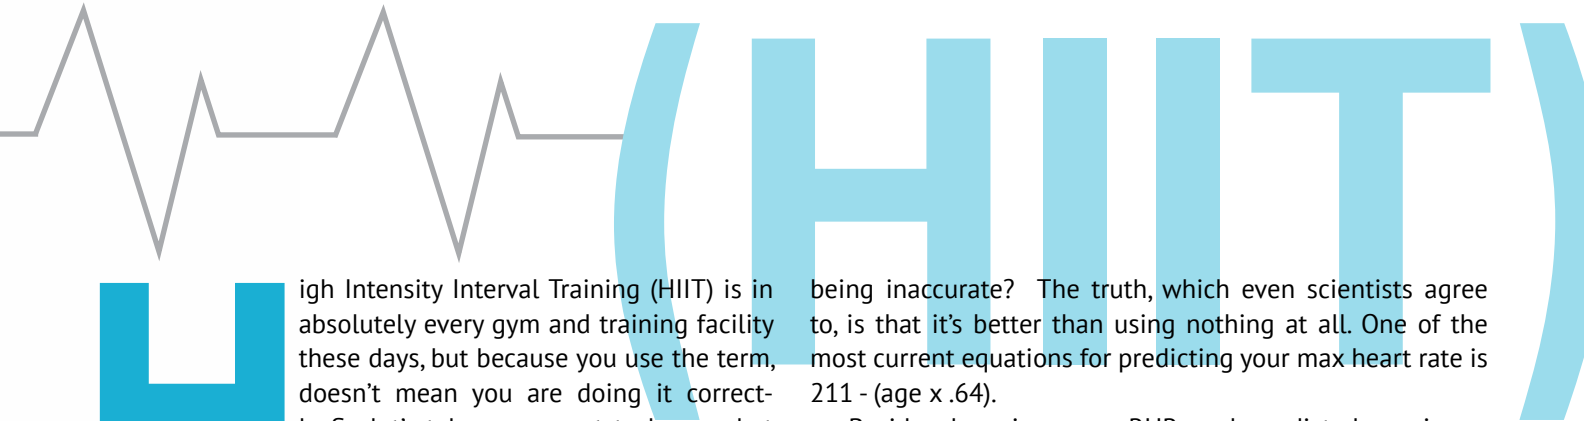 (HIIT)
High Intensity Interval Training (HIIT) is in
absolutely every gym and training facility
these days, but because you use the term,
doesn't mean you are doing it correct-
being inaccurate?  The truth, which even scientists agree
to, is that it's better than using nothing at all. One of the
most current equations for predicting your max heart rate is
211 - (age x .64).